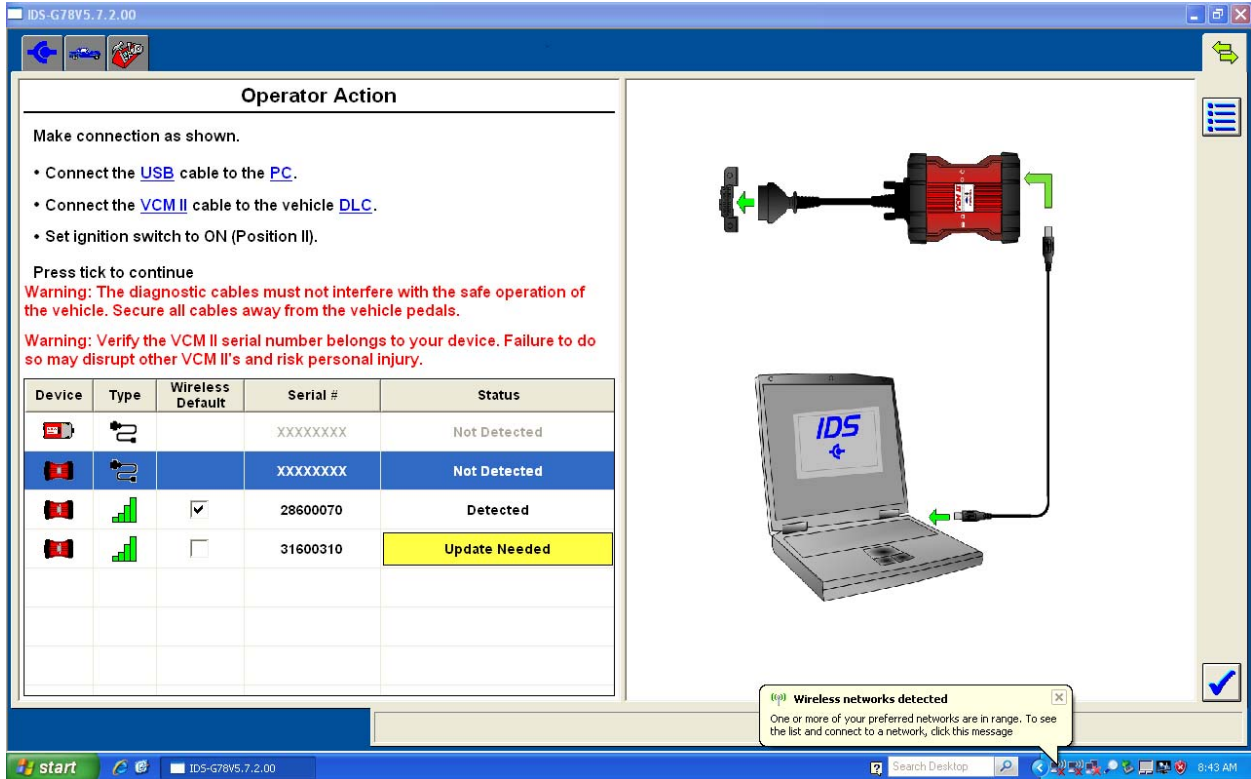 IDS-G78V5.7.2.00
Operator Action
Make connection as shown.
• Connect the USB cable to the PC.
• Connect the VCM II cable to the vehicle DLC.
• Set ignition switch to ON (Position II).
Press tick to continue
Warning: The diagnostic cables must not interfere with the safe operation of
the vehicle. Secure all cables away from the vehicle pedals.
Warning: Verify the VCM II serial number belongs to your device. Failure to do
so may disrupt other VCM II's and risk personal injury.
Device Type Wireless Default Serial # Status
XXXXXXXX Not Detected
XXXXXXXX Not Detected
28600070 Detected
31600310 Update Needed
IDS
Wireless networks detected
One or more of your preferred networks are in range. To see
the list and connect to a network, click this message
start IDS-G78V5.7.2.00 Search Desktop 8:43 AM